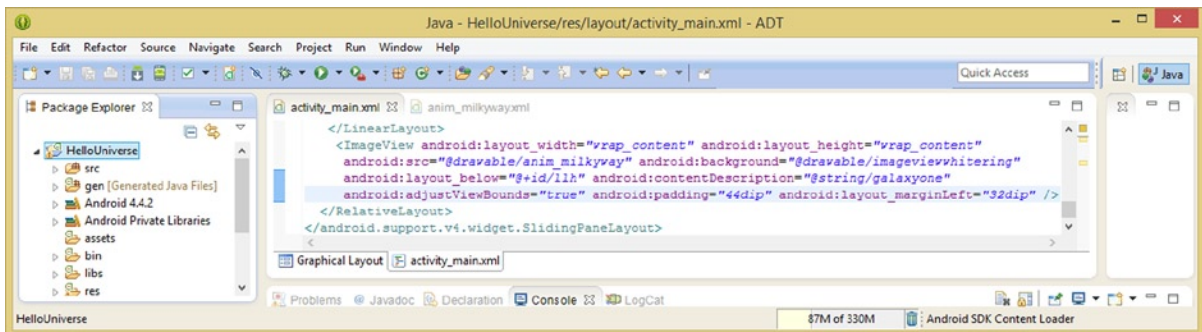 Java - HelloUniverse/res/layout/activity_main.xml - ADT
File Edit Refactor Source Navigate Search Project Run Window Help
Quick Access
Java
Package Explorer
activity_main.xml
anim_milkyway.xml
HelloUniverse
src
gen [Generated Java Files]
Android 4.4.2
Android Private Libraries
assets
bin
libs
res
</LinearLayout>
<ImageView android:layout_width="wrap_content" android:layout_height="wrap_content"
android:src="@drawable/anim_milkyway" android:background="@drawable/imageviewwhitering"
android:layout_below="@+id/llh" android:contentDescription="@string/galaxyone"
android:adjustViewBounds="true" android:padding="44dip" android:layout_marginLeft="32dip" />
</RelativeLayout>
</android.support.v4.widget.SlidingPaneLayout>
Graphical Layout
activity_main.xml
Problems @ Javadoc Declaration Console LogCat
HelloUniverse
87M of 330M
Android SDK Content Loader